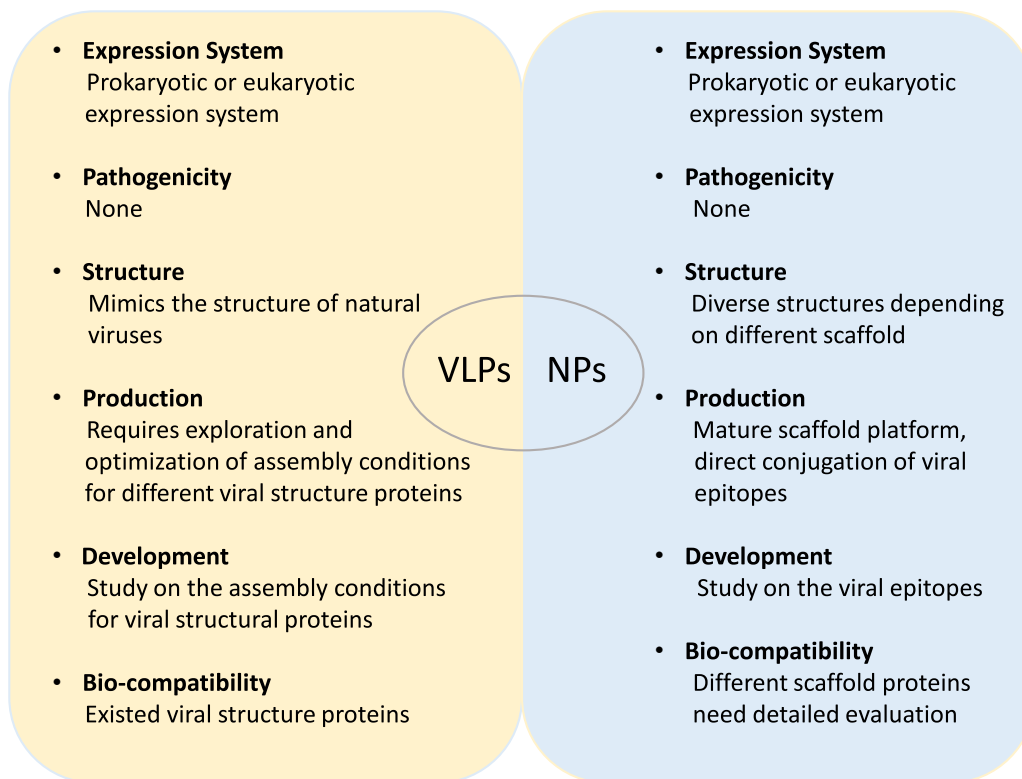 • Expression System
Prokaryotic or eukaryotic
expression system
• Pathogenicity
None
• Structure
Mimics the structure of natural
viruses
• Production
Requires exploration and
optimization of assembly conditions
for different viral structure proteins
• Development
Study on the assembly conditions
for viral structural proteins
• Bio-compatibility
Existed viral structure proteins
VLPs NPs
• Expression System
Prokaryotic or eukaryotic
expression system
• Pathogenicity
None
• Structure
Diverse structures depending
on different scaffold
• Production
Mature scaffold platform,
direct conjugation of viral
epitopes
• Development
Study on the viral epitopes
• Bio-compatibility
Different scaffold proteins
need detailed evaluation